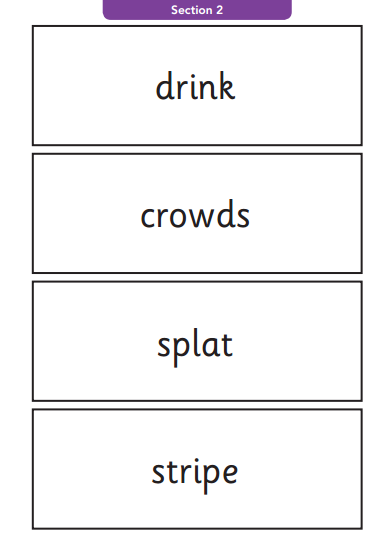 Section 2
drink
crowds
splat
stripe